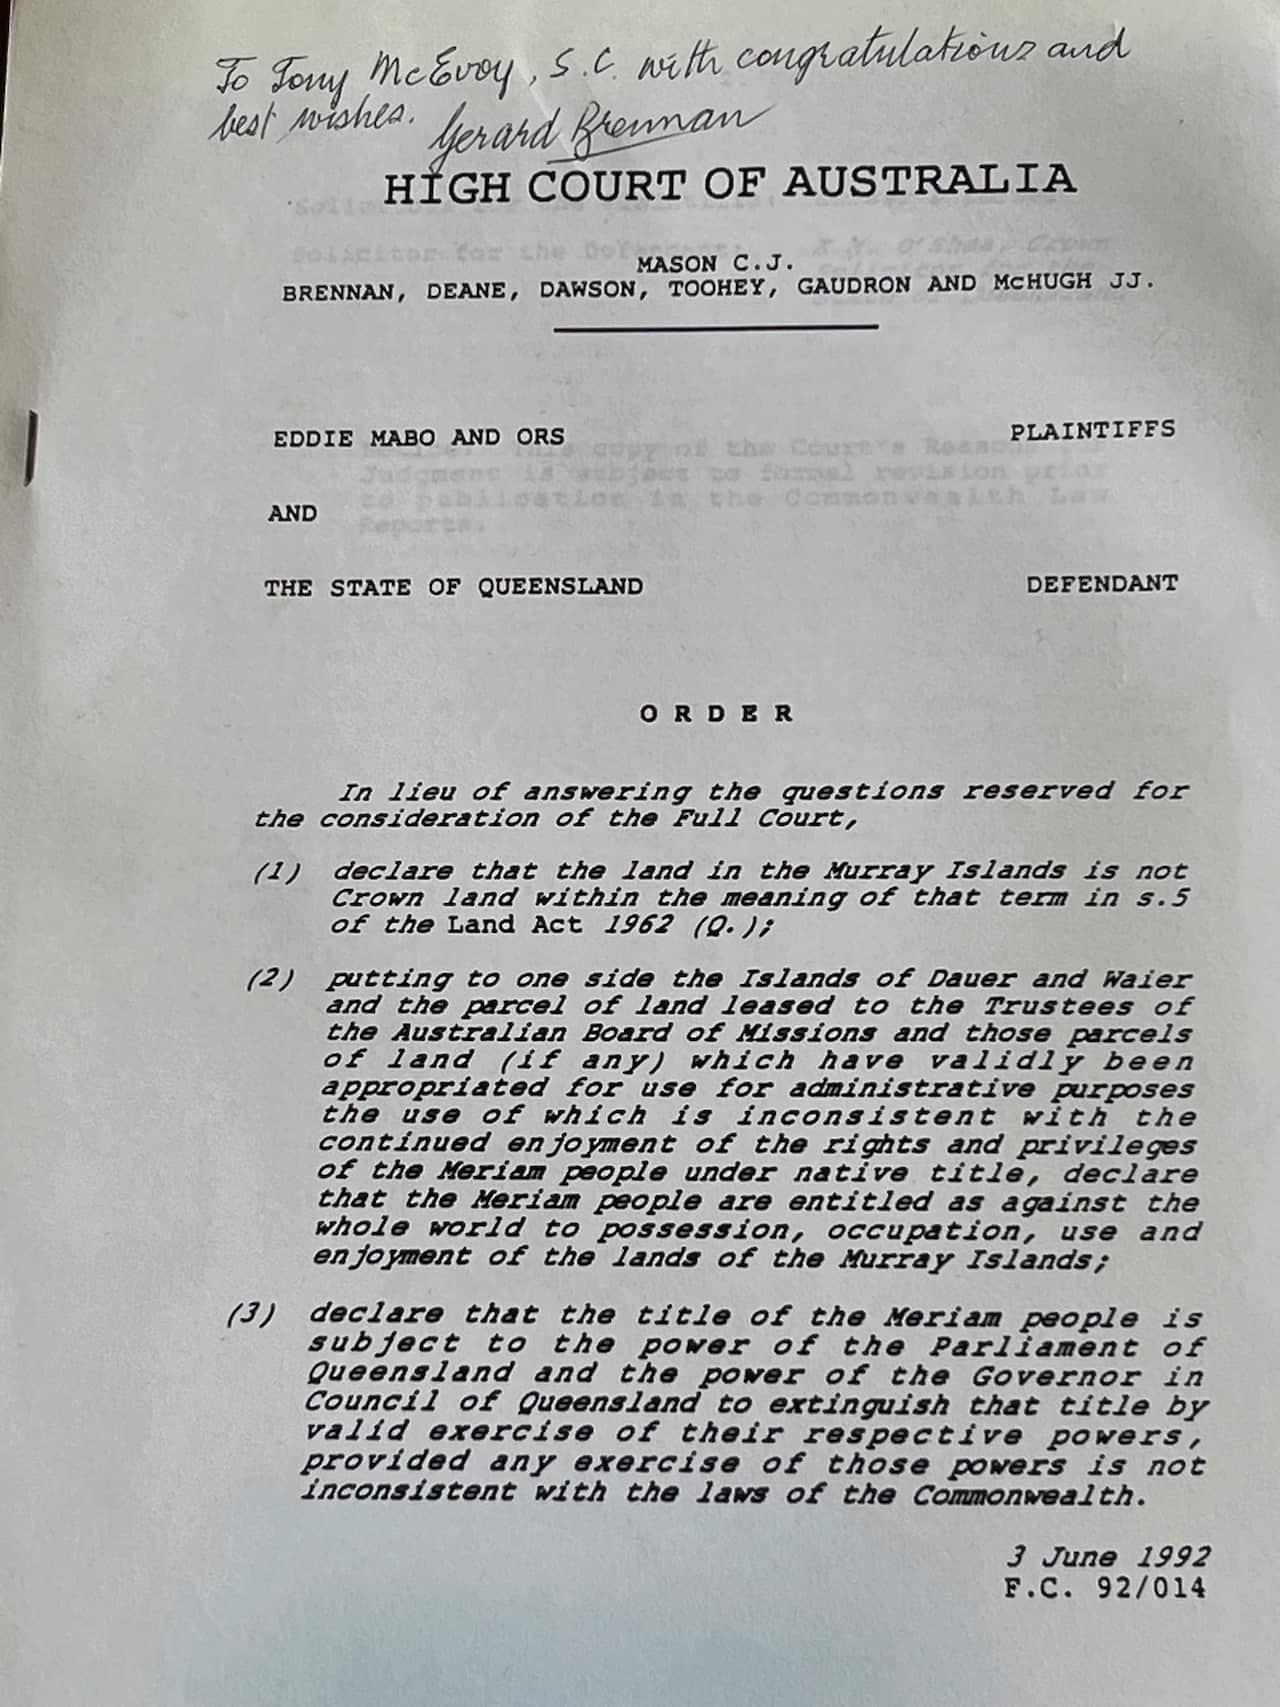 To Tony McEvoy, S.C. with congratulations and
best wishes. Gerard Brennan
HIGH COURT OF AUSTRALIA
MASON C.J.
BRENNAN, DEANE, DAWSON, TOOHEY, GAUDRON AND McHUGH JJ.
EDDIE MABO AND ORS PLAINTIFFS
AND
THE STATE OF QUEENSLAND DEFENDANT
O R D E R
In lieu of answering the questions reserved for
the consideration of the Full Court,
(1) declare that the land in the Murray Islands is not
Crown land within the meaning of that term in s.5
of the Land Act 1962 (Q.);
(2) putting to one side the Islands of Dauer and Waier
and the parcel of land leased to the Trustees of
the Australian Board of Missions and those parcels
of land (if any) which have validly been
appropriated for use for administrative purposes
the use of which is inconsistent with the
continued enjoyment of the rights and privileges
of the Meriam people under native title, declare
that the Meriam people are entitled as against the
whole world to possession, occupation, use and
enjoyment of the lands of the Murray Islands;
(3) declare that the title of the Meriam people is
subject to the power of the Parliament of
Queensland and the power of the Governor in
Council of Queensland to extinguish that title by
valid exercise of their respective powers,
provided any exercise of those powers is not
inconsistent with the laws of the Commonwealth.
3 June 1992
F.C. 92/014